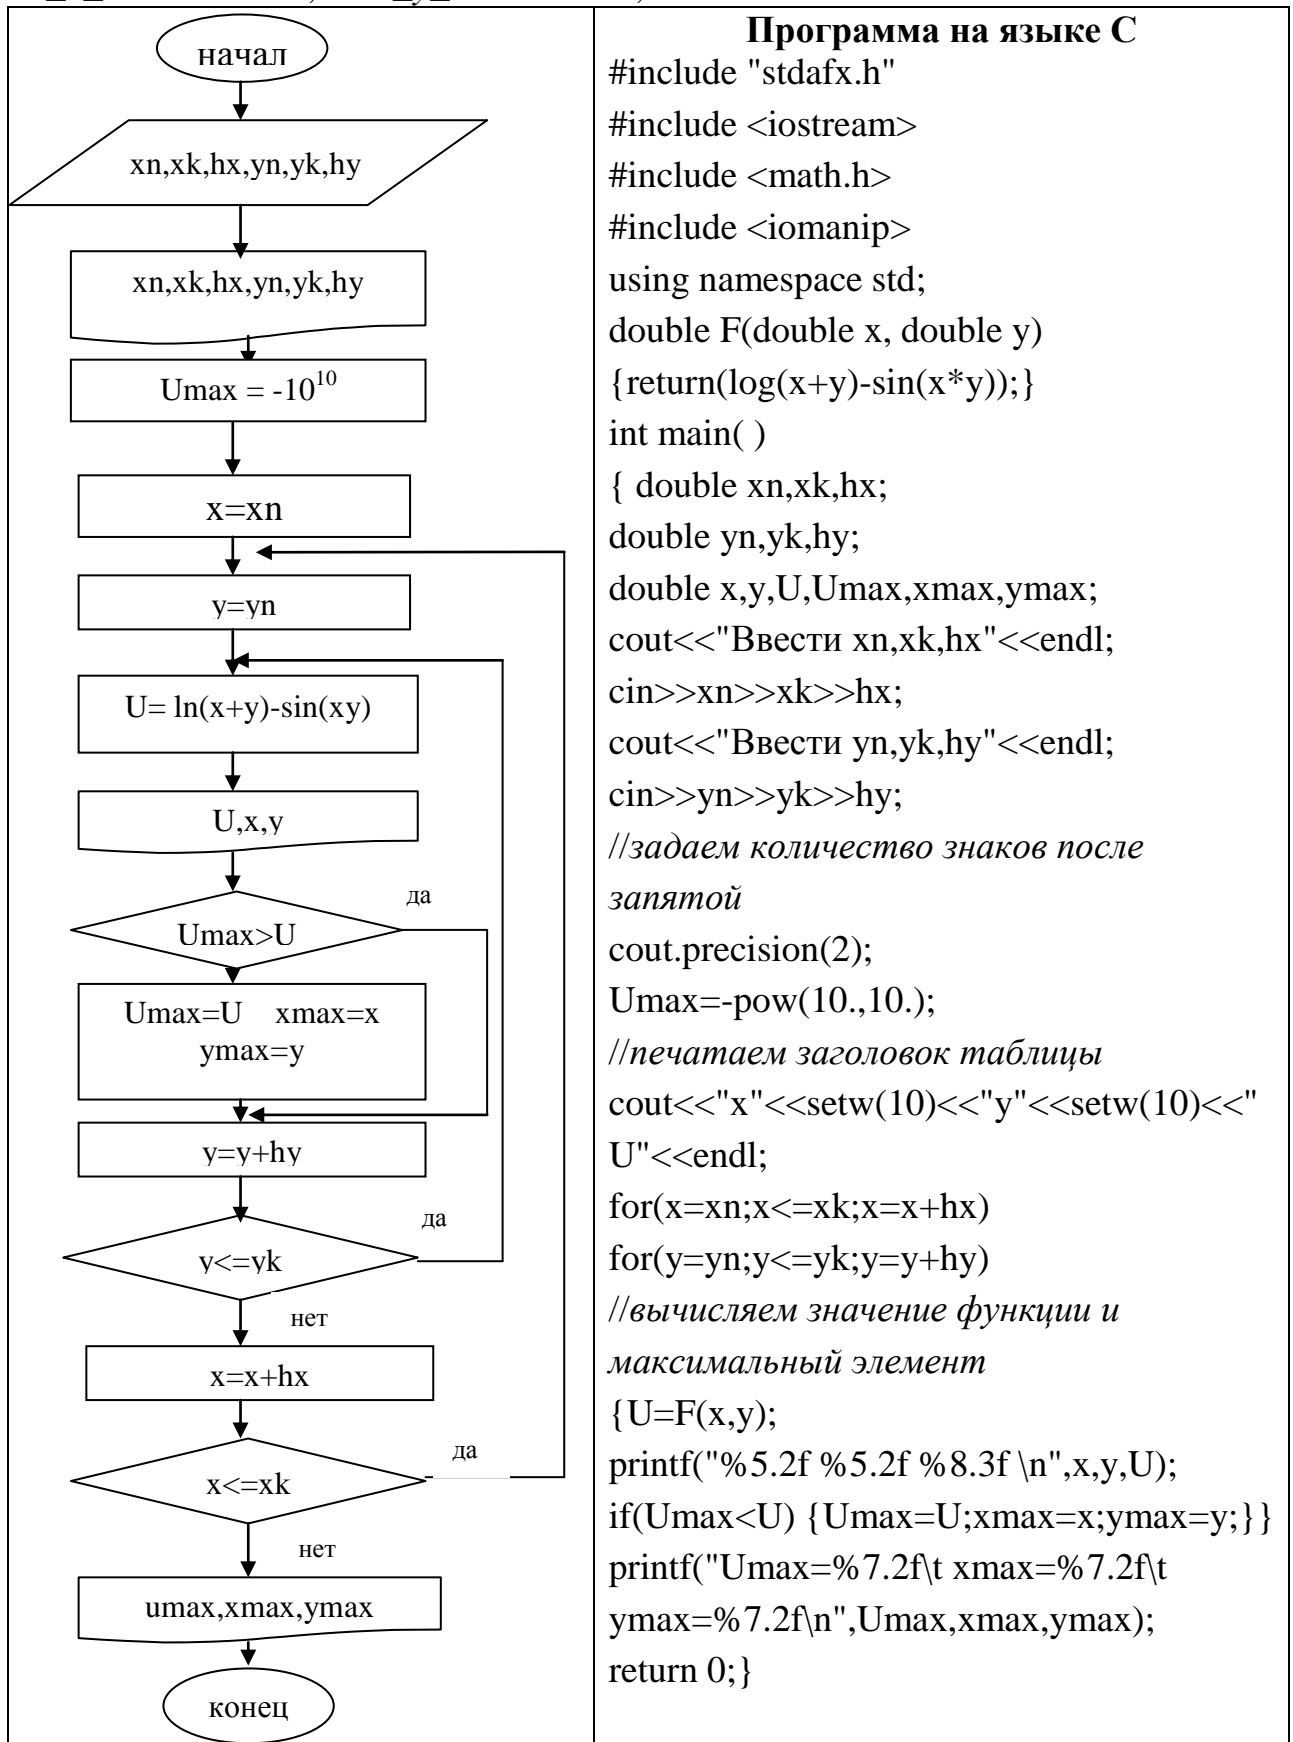 начал
xn,xk,hx,yn,yk,hy
xn,xk,hx,yn,yk,hy
Umax = -10¹⁰
x=xn
y=yn
U= ln(x+y)-sin(xy)
U,x,y
да
Umax>U
Umax=U xmax=x
ymax=y
y=y+hy
да
y<=yk
нет
x=x+hx
да
x<=xk
нет
umax,xmax,ymax
конец
Программа на языке С
#include "stdafx.h"
#include <iostream>
#include <math.h>
#include <iomanip>
using namespace std;
double F(double x, double y)
{return(log(x+y)-sin(x*y));}
int main( )
{ double xn,xk,hx;
double yn,yk,hy;
double x,y,U,Umax,xmax,ymax;
cout<<"Ввести xn,xk,hx"<<endl;
cin>>xn>>xk>>hx;
cout<<"Ввести yn,yk,hy"<<endl;
cin>>yn>>yk>>hy;
//задаем количество знаков после
запятой
cout.precision(2);
Umax=-pow(10.,10.);
//печатаем заголовок таблицы
cout<<"x"<<setw(10)<<"y"<<setw(10)<<"
U"<<endl;
for(x=xn;x<=xk;x=x+hx)
for(y=yn;y<=yk;y=y+hy)
//вычисляем значение функции и
максимальный элемент
{U=F(x,y);
printf("%5.2f %5.2f %8.3f \n",x,y,U);
if(Umax<U) {Umax=U;xmax=x;ymax=y;}}
printf("Umax=%7.2f\t xmax=%7.2f\t
ymax=%7.2f\n",Umax,xmax,ymax);
return 0;}